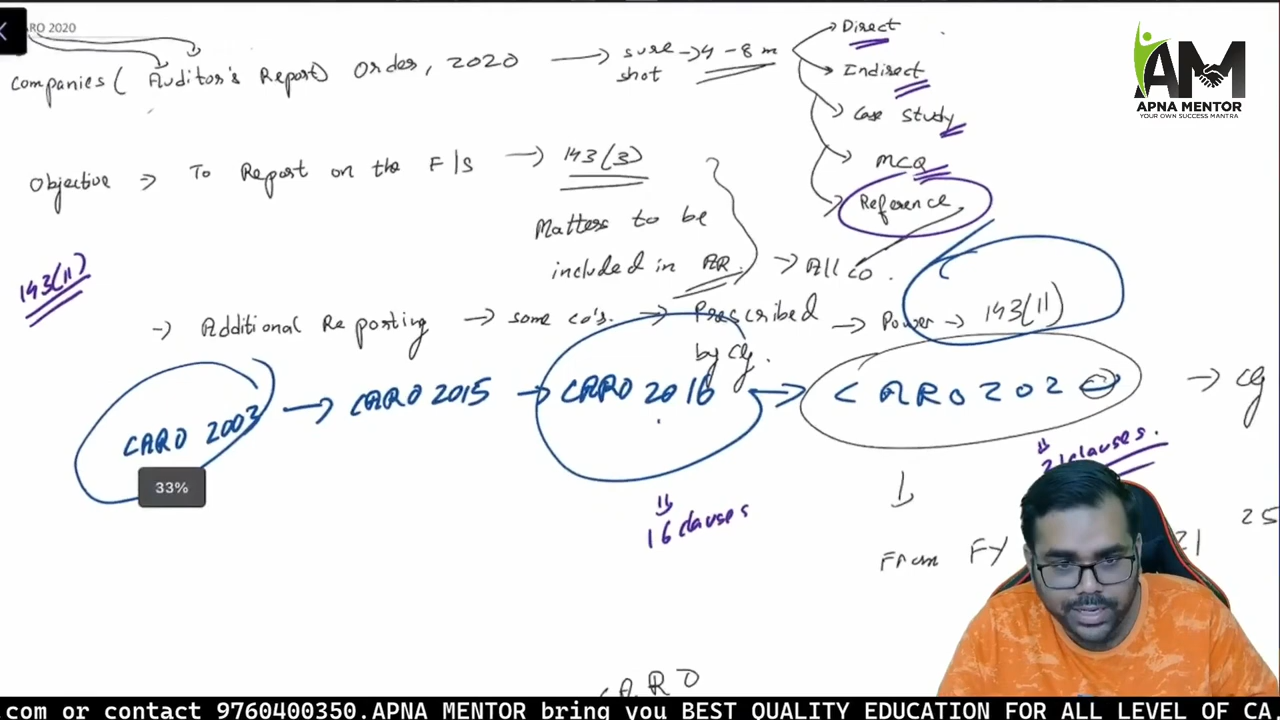 ARO 2020
Companies ( Auditor's Report) Order, 2020 → sure shot → 4 - 8 m
Direct
Indirect
Case Study
MCQ
Reference
AM
APNA MENTOR
YOUR OWN SUCCESS MANTRA
Objective ⇒ To Report on the F/S → 143(3)
Matters to be
included in AR. → All co.
143(11)
→ Additional Reporting → some co's. → Prescribed → Power → 143(11)
by CG.
CARO 2003 → CARO 2015 → CARO 2016 → CARO 2020 → CG
33%
21 clauses.
16 clauses
25
From FY 21
CARO
.com or contact 9760400350.APNA MENTOR bring you BEST QUALITY EDUCATION FOR ALL LEVEL OF CA